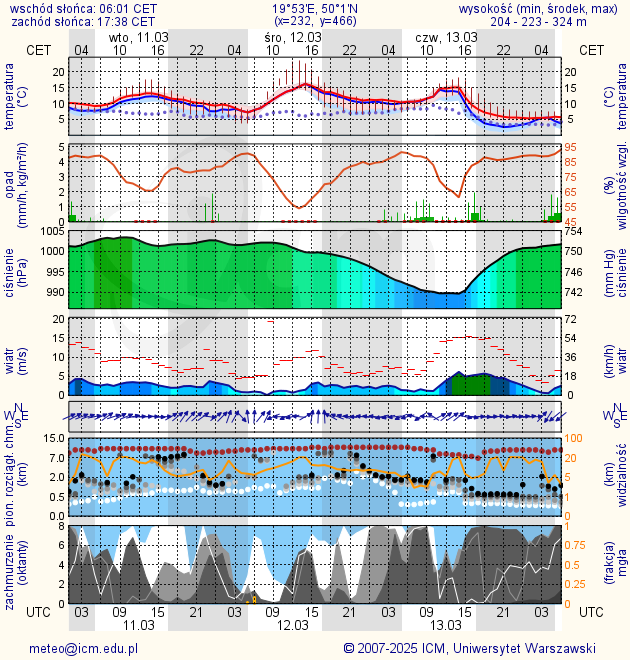 wschód słońca: 06:01 CET 19°53'E, 50°1'N wysokość (min, środek, max)
zachód słońca: 17:38 CET (x=232, y=466) 204 - 223 - 324 m
wto, 11.03 śro, 12.03 czw, 13.03
CET 04 10 16 22 04 10 16 22 04 10 16 22 04 CET
temperatura (°C) 20 15 10 5 20 15 10 5 temperatura (°C)
opad (mm/h, kg/m²/h) 5 4 3 2 1 0 95 85 75 65 55 45 (%) wilgotność wzgl.
ciśnienie (hPa) 1005 1000 995 990 754 750 746 742 (mm Hg) ciśnienie
wiatr (m/s) 20 15 10 5 0 72 54 36 18 0 (km/h) wiatr
N W E S N W E S
pion. rozciągł. chm. (km) 15.0 7.0 2.0 0.5 0.0 100 20 5 1 0 (km) widzialność
zachmurzenie (oktanty) 8 6 4 2 0 1 0.75 0.5 0.25 0 (frakcja) mgła
UTC 03 09 15 21 03 09 15 21 03 09 15 21 03 UTC
11.03 12.03 13.03
meteo@icm.edu.pl © 2007-2025 ICM, Uniwersytet Warszawski